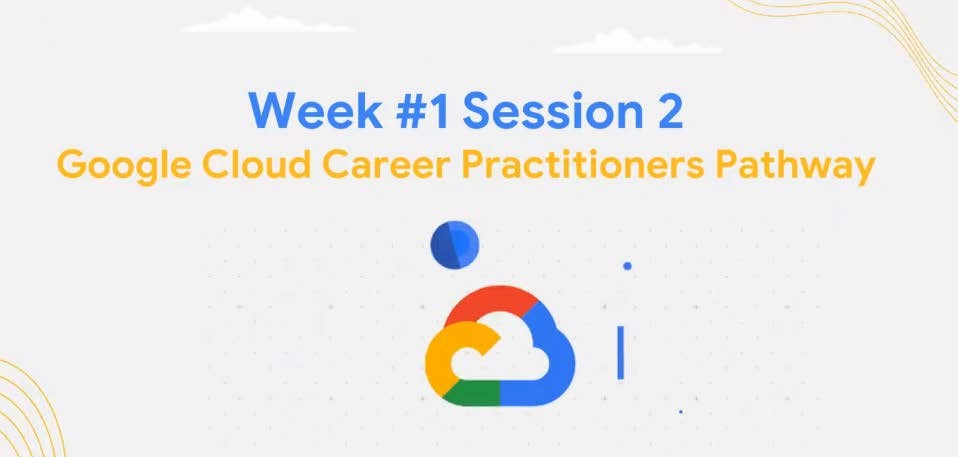 Week #1 Session 2
Google Cloud Career Practitioners Pathway